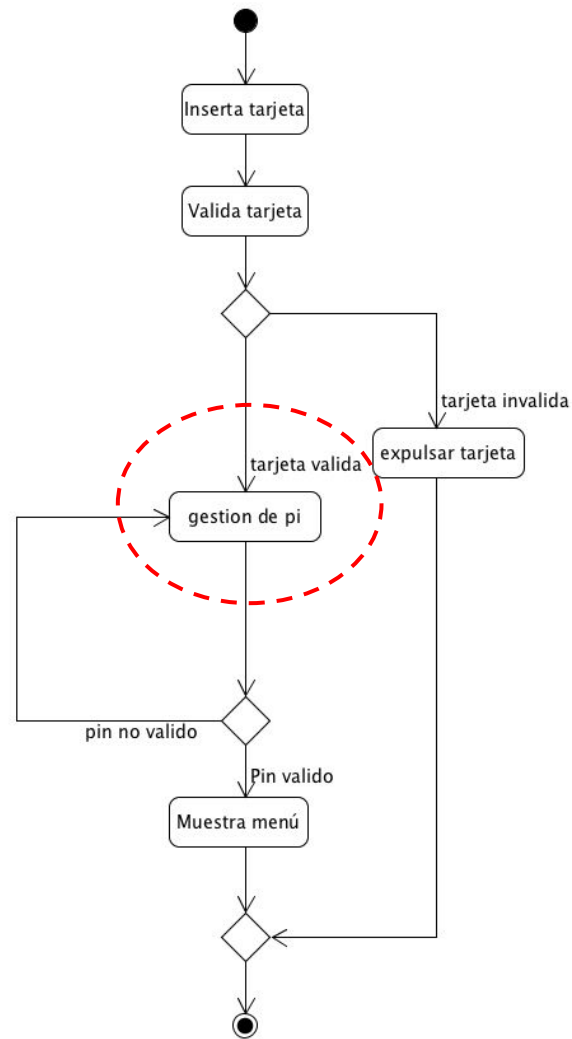 Inserta tarjeta
Valida tarjeta
tarjeta invalida
expulsar tarjeta
tarjeta valida
gestion de pi
pin no valido
Pin valido
Muestra menú